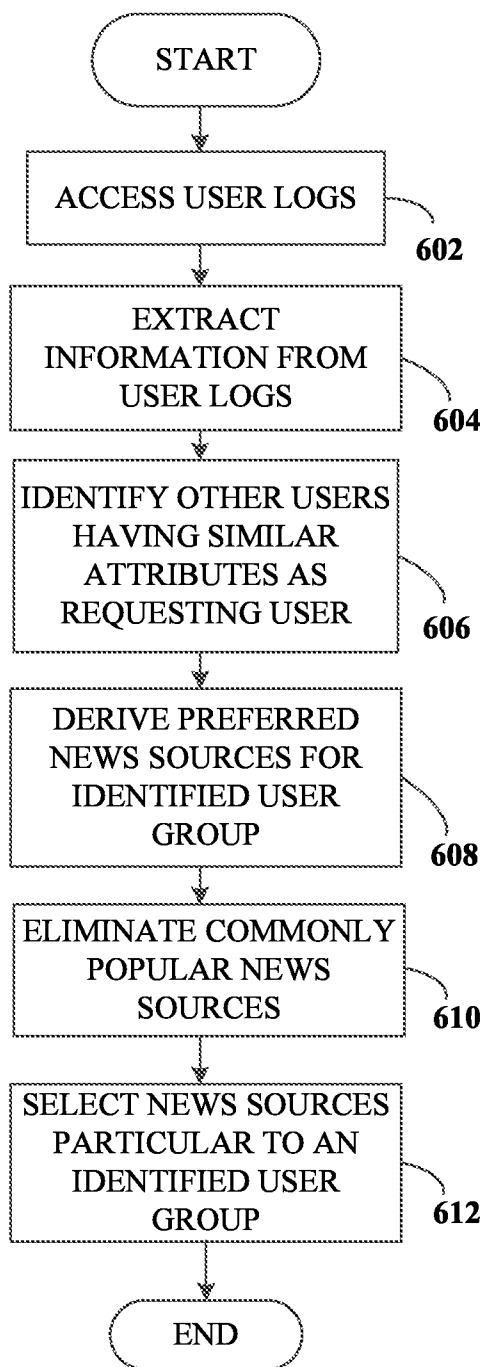 START
ACCESS USER LOGS
602
EXTRACT
INFORMATION FROM
USER LOGS
604
IDENTIFY OTHER USERS
HAVING SIMILAR
ATTRIBUTES AS
REQUESTING USER
606
DERIVE PREFERRED
NEWS SOURCES FOR
IDENTIFIED USER
GROUP
608
ELIMINATE COMMONLY
POPULAR NEWS
SOURCES
610
SELECT NEWS SOURCES
PARTICULAR TO AN
IDENTIFIED USER
GROUP
612
END